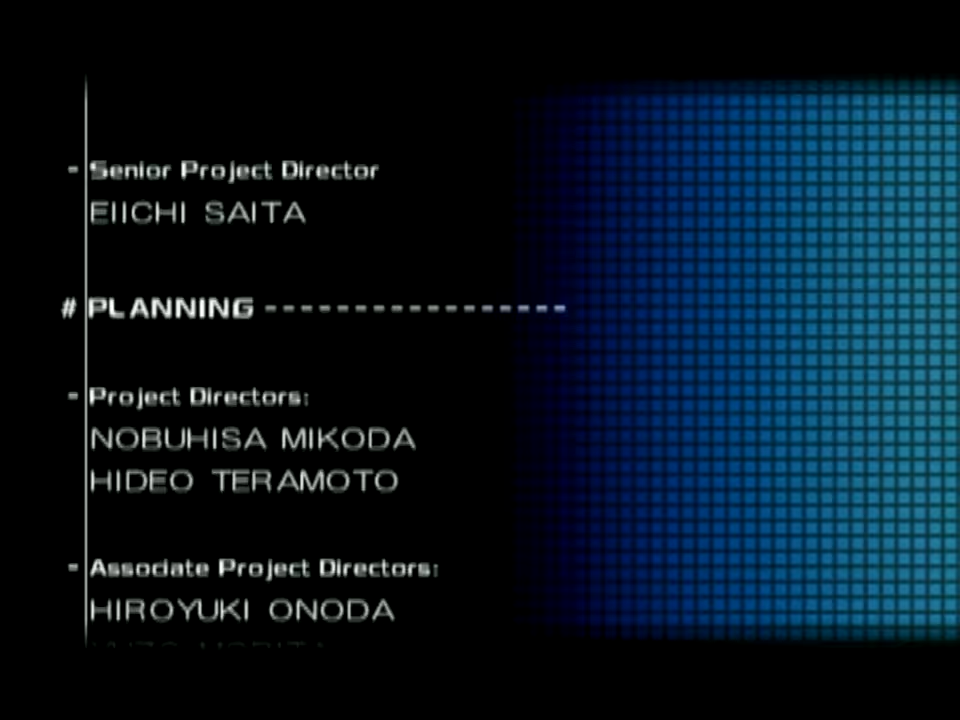 - Senior Project Director
EIICHI SAITA
# PLANNING ----------------
- Project Directors:
NOBUHISA MIKODA
HIDEO TERAMOTO
- Associate Project Directors:
HIROYUKI ONODA